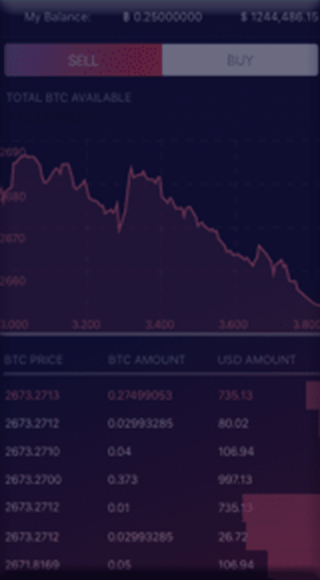 My Balance: ฿ 0.25000000 $ 1244,486.15
SELL BUY
TOTAL BTC AVAILABLE
2690
2680
2670
2660
3.000 3.200 3.400 3.600 3.800
BTC PRICE BTC AMOUNT USD AMOUNT
2673.2713 0.27499053 735.13
2673.2712 0.02993285 80.02
2673.2710 0.04 106.94
2673.2700 0.373 997.13
2673.2712 0.01 735.13
2673.2712 0.02993285 26.72
2671.8169 0.05 106.94